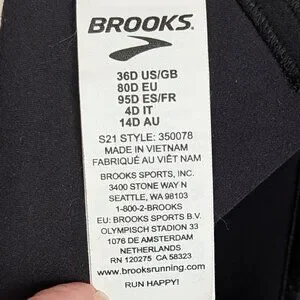 BROOKS
36D US/GB
80D EU
95D ES/FR
4D IT
14D AU
S21 STYLE: 350078
MADE IN VIETNAM
FABRIQUÉ AU VIÊT NAM
BROOKS SPORTS, INC.
3400 STONE WAY N
SEATTLE, WA 98103
1-800-2-BROOKS
EU: BROOKS SPORTS B.V.
OLYMPISCH STADION 33
1076 DE AMSTERDAM
NETHERLANDS
RN 120275 CA 58323
www.brooksrunning.com
RUN HAPPY!